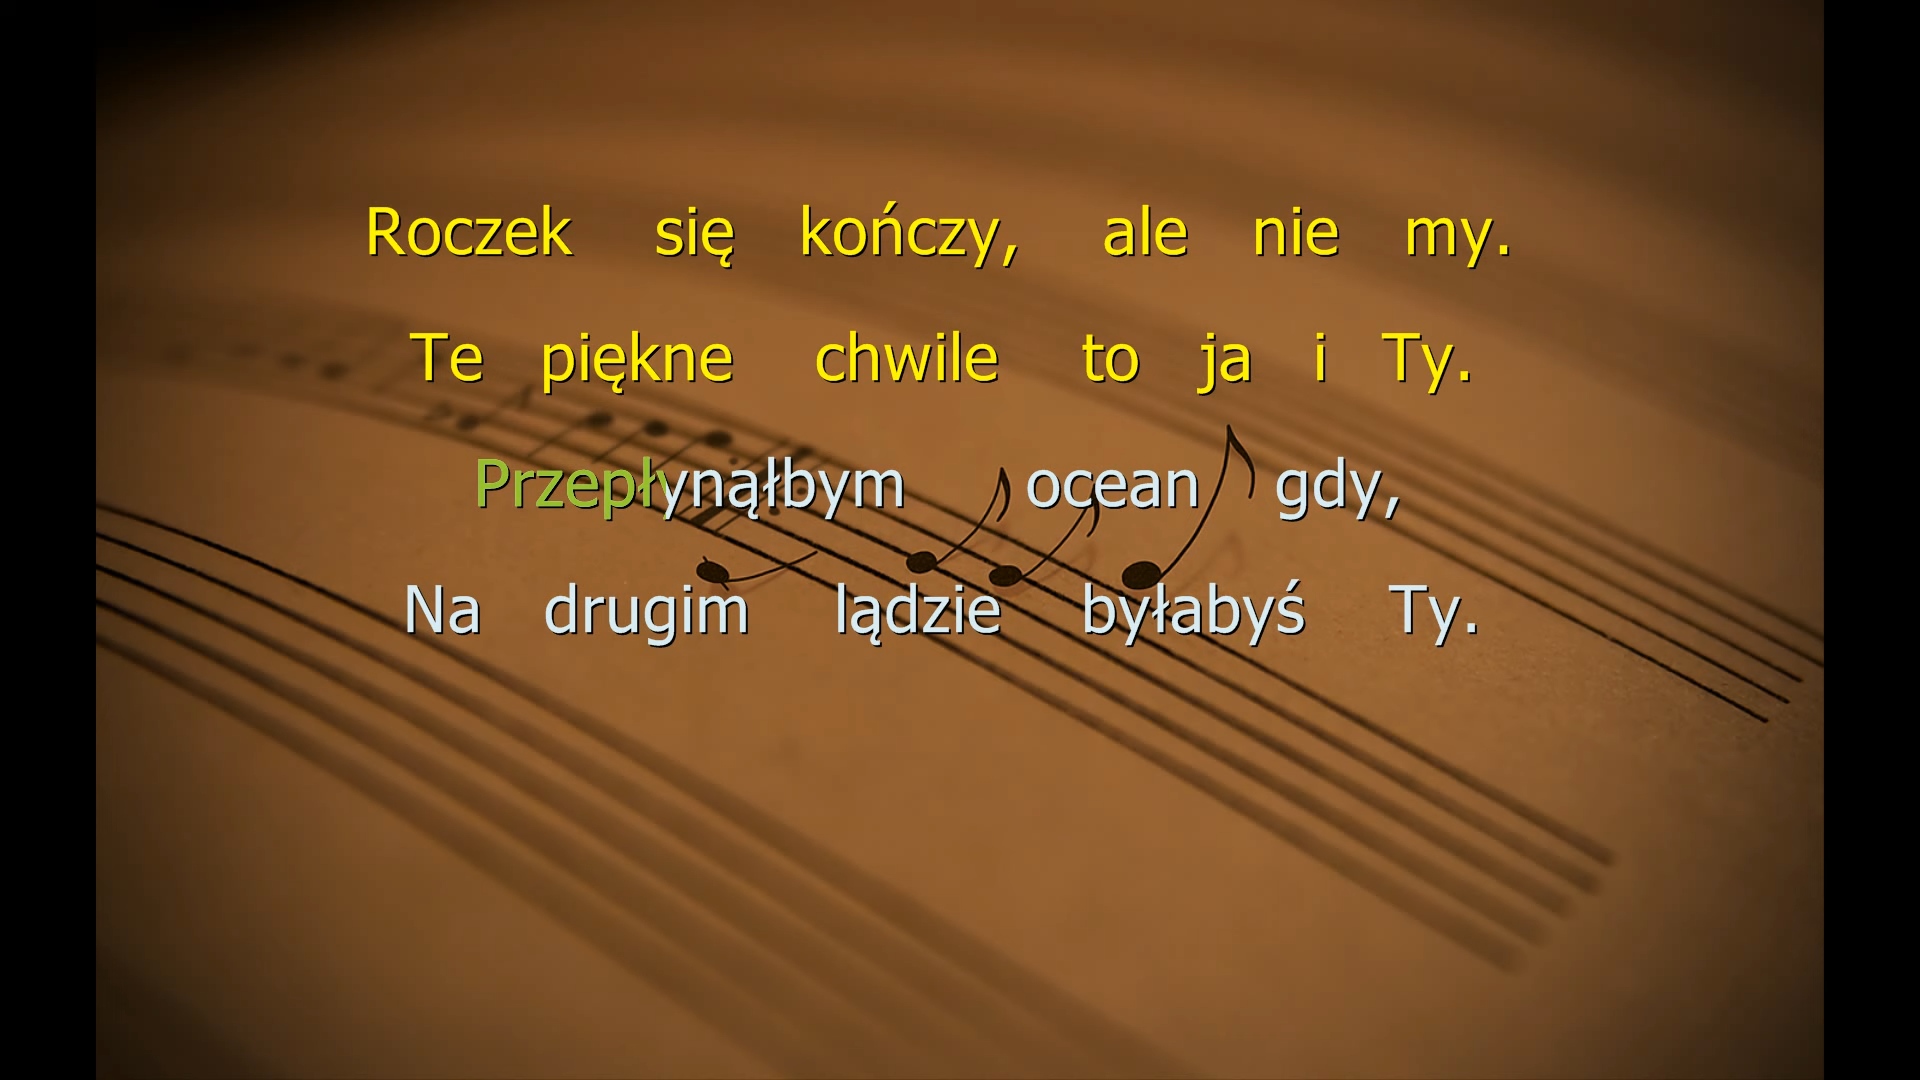 Roczek się kończy, ale nie my.
Te piękne chwile to ja i Ty.
Przepłynąłbym ocean gdy,
Na drugim lądzie byłabyś Ty.